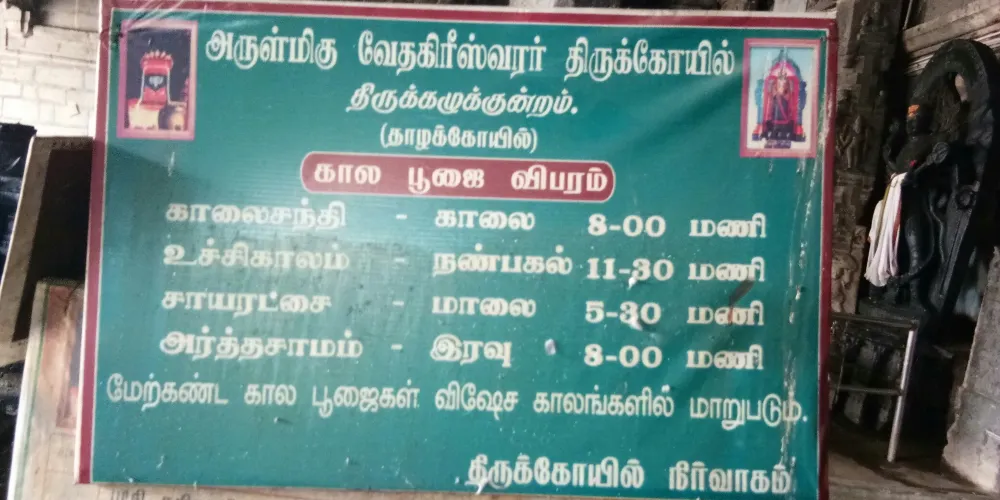 அருள்மிகு வேதகிரீஸ்வரர் திருக்கோயில்
திருக்கழுக்குன்றம்.
(தாழக்கோயில்)
கால பூஜை விபரம்
காலைசந்தி - காலை 8-00 மணி
உச்சிகாலம் - நண்பகல் 11-30 மணி
சாயரட்சை - மாலை 5-30 மணி
அர்த்தசாமம் - இரவு 8-00 மணி
மேற்கண்ட கால பூஜைகள் விஷேச காலங்களில் மாறுபடும்.
திருக்கோயில் நிர்வாகம்